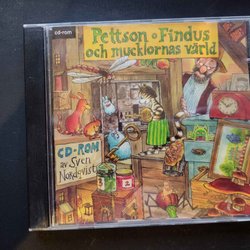 cd-rom
Pettson o Findus
och mucklornas värld
CD-ROM
av Sven
Nordqvist